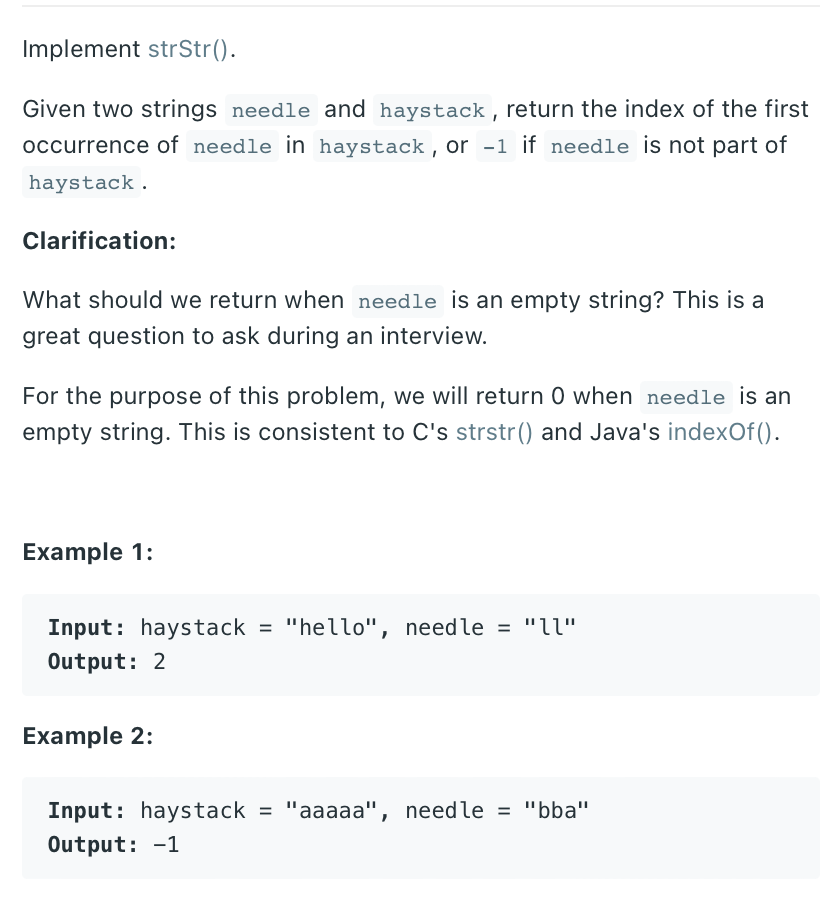 Implement strStr().
Given two strings needle and haystack, return the index of the first
occurrence of needle in haystack, or -1 if needle is not part of
haystack.
Clarification:
What should we return when needle is an empty string? This is a
great question to ask during an interview.
For the purpose of this problem, we will return 0 when needle is an
empty string. This is consistent to C's strstr() and Java's indexOf().
Example 1:
Input: haystack = "hello", needle = "ll"
Output: 2
Example 2:
Input: haystack = "aaaaa", needle = "bba"
Output: -1